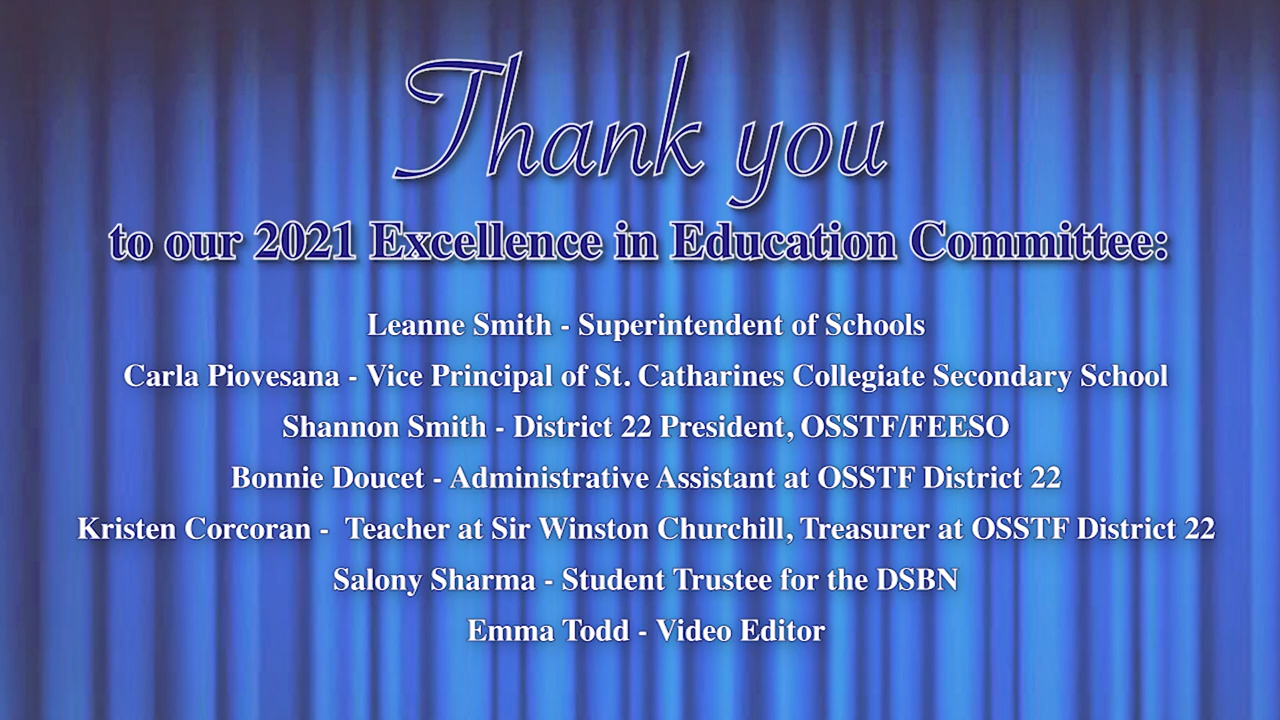 Thank you
to our 2021 Excellence in Education Committee:
Leanne Smith - Superintendent of Schools
Carla Piovesana - Vice Principal of St. Catharines Collegiate Secondary School
Shannon Smith - District 22 President, OSSTF/FEESO
Bonnie Doucet - Administrative Assistant at OSSTF District 22
Kristen Corcoran -  Teacher at Sir Winston Churchill, Treasurer at OSSTF District 22
Salony Sharma - Student Trustee for the DSBN
Emma Todd - Video Editor